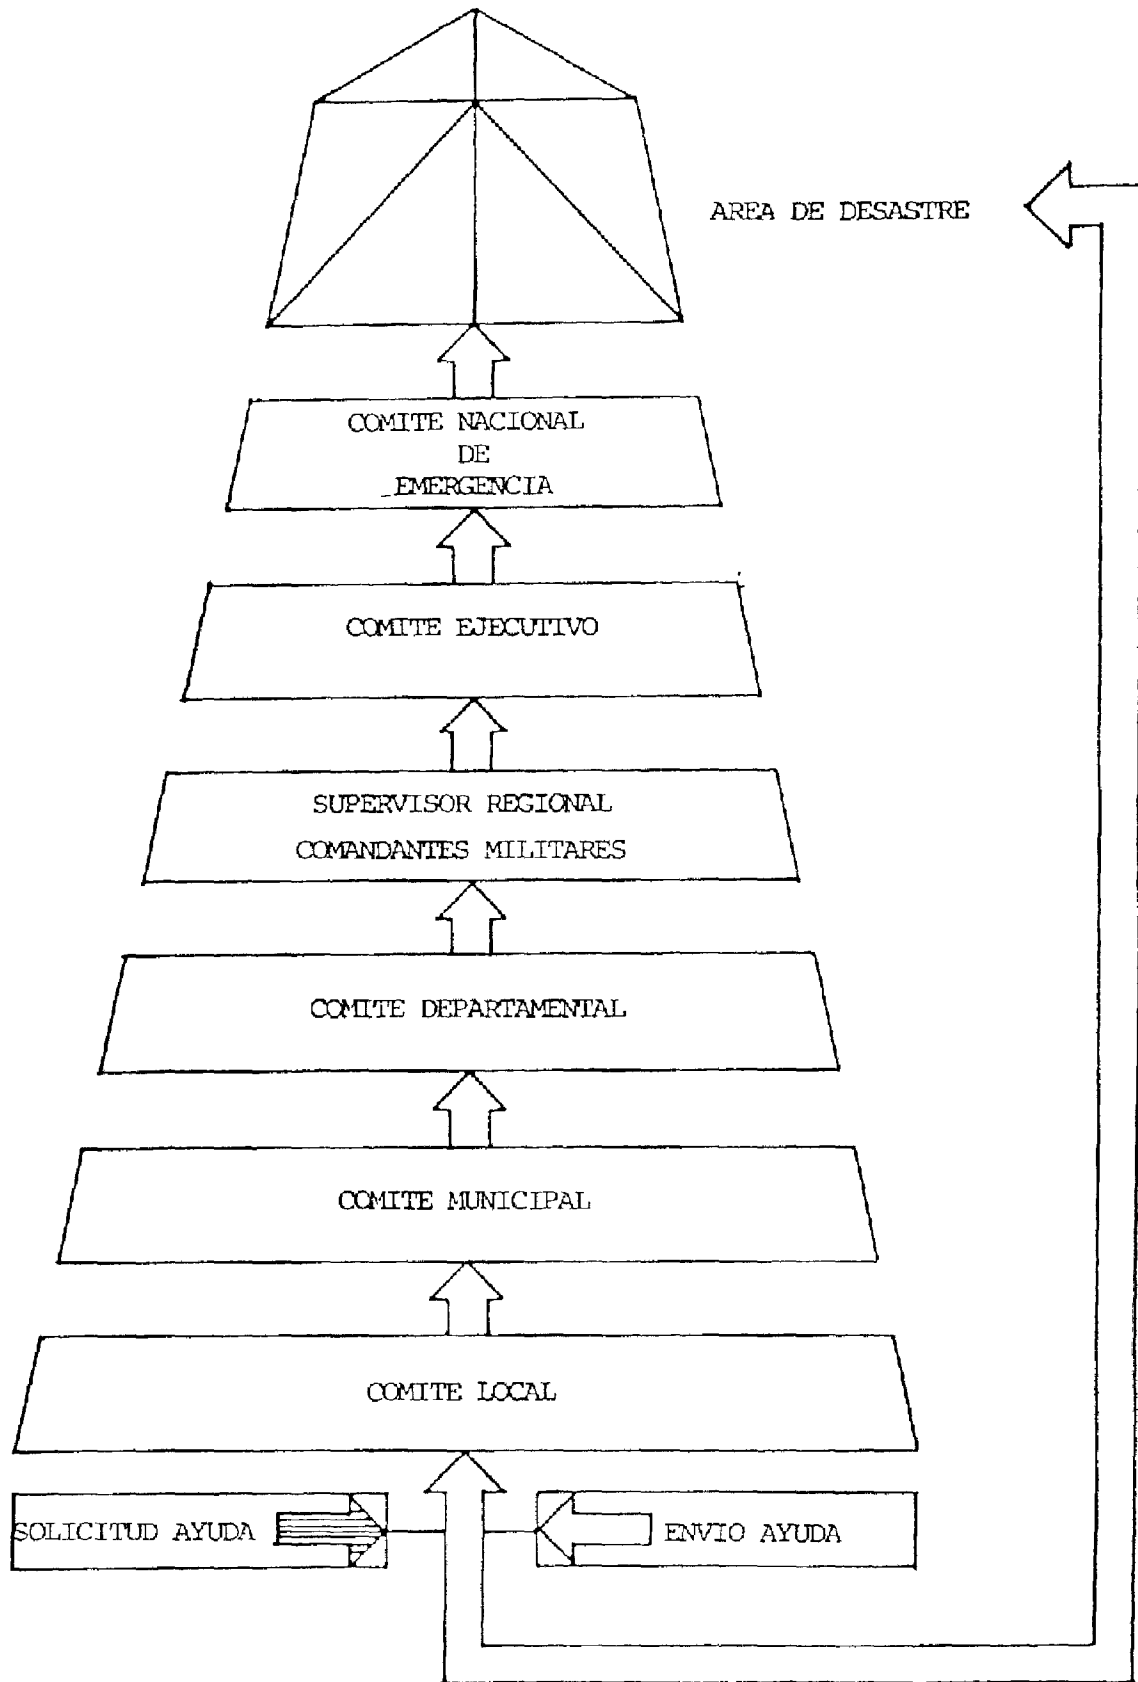 AREA DE DESASTRE
COMITE NACIONAL
DE
EMERGENCIA
COMITE EJECUTIVO
SUPERVISOR REGIONAL
COMANDANTES MILITARES
COMITE DEPARTAMENTAL
COMITE MUNICIPAL
COMITE LOCAL
SOLICITUD AYUDA
ENVIO AYUDA